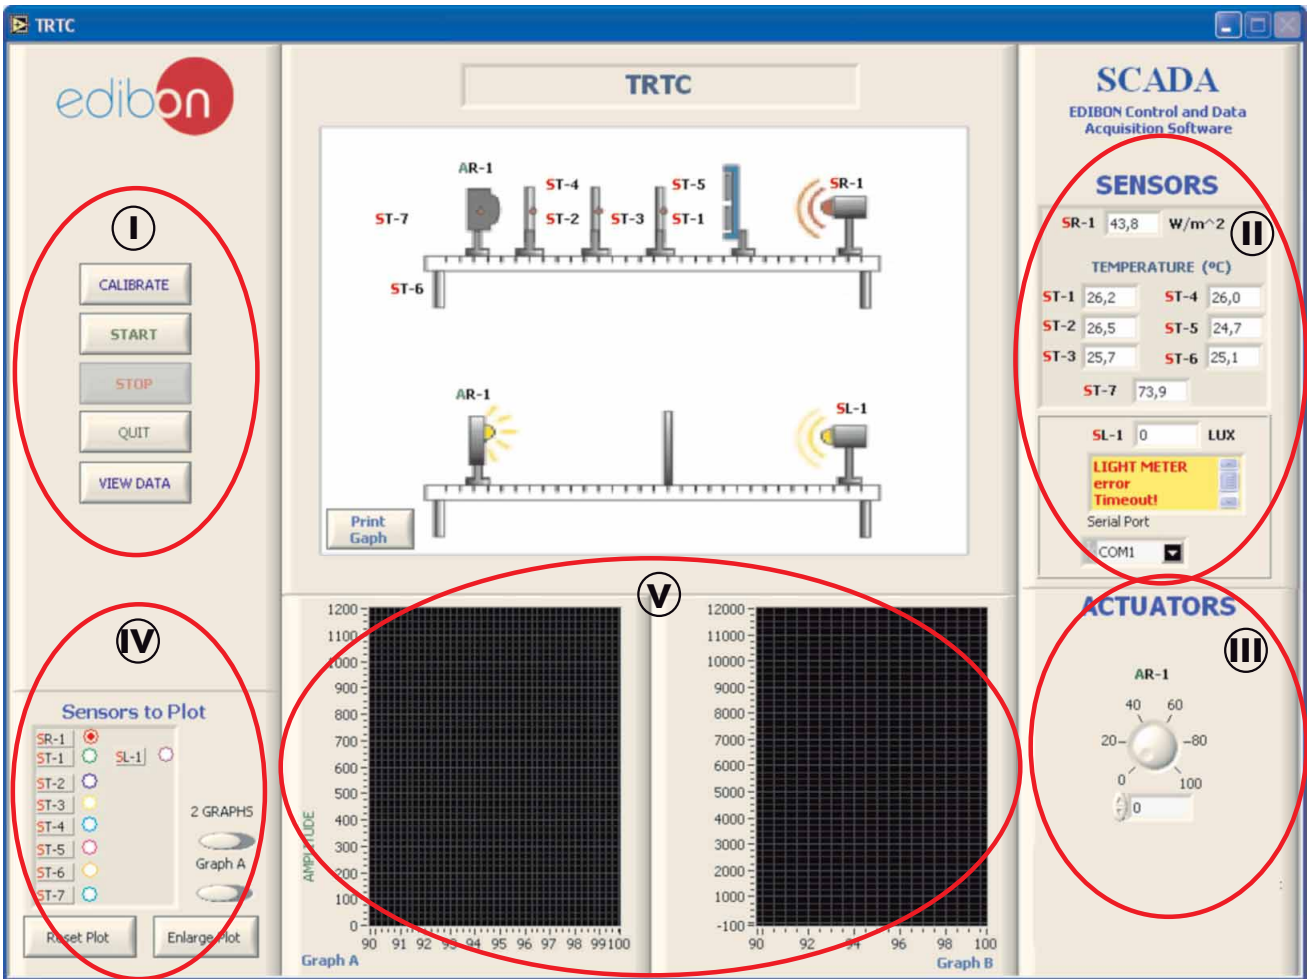 TRTC
edibon
I
CALIBRATE
START
STOP
QUIT
VIEW DATA
TRTC
AR-1
ST-4
ST-5
SR-1
ST-7
ST-2
ST-3
ST-1
ST-6
AR-1
SL-1
Print
Gaph
SCADA
EDIBON Control and Data
Acquisition Software
SENSORS
II
SR-1 43,8 W/m^2
TEMPERATURE (ºC)
ST-1 26,2 ST-4 26,0
ST-2 26,5 ST-5 24,7
ST-3 25,7 ST-6 25,1
ST-7 73,9
SL-1 0 LUX
LIGHT METER
error
Timeout!
Serial Port
COM1
IV
Sensors to Plot
SR-1
ST-1 SL-1
ST-2
ST-3
ST-4
ST-5
ST-6
ST-7
2 GRAPHS
Graph A
Reset Plot
Enlarge Plot
V
AMPLITUDE
1200
1100
1000
900
800
700
600
500
400
300
200
100
0
90 91 92 93 94 95 96 97 98 99 100
Graph A
12000
11000
10000
9000
8000
7000
6000
5000
4000
3000
2000
1000
-100
90 92 94 96 98 100
Graph B
ACTUATORS
III
AR-1
40 60
20 80
0 100
0